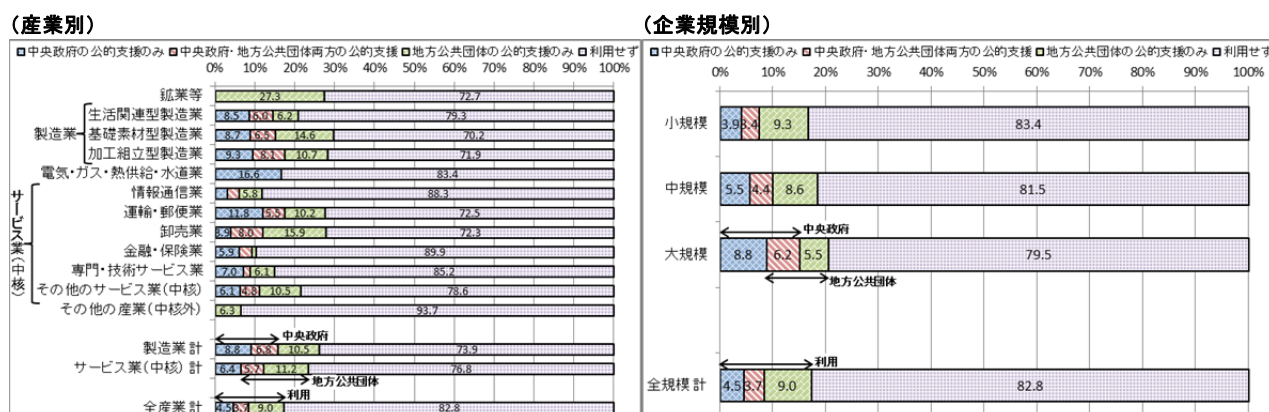 (産業別)
■中央政府の公的支援のみ ■中央政府・地方公共団体両方の公的支援 ■地方公共団体の公的支援のみ □利用せず
0% 10% 20% 30% 40% 50% 60% 70% 80% 90% 100%
鉱業等 27.3 72.7
製造業
生活関連型製造業 8.5 6.0 6.2 79.3
基礎素材型製造業 8.7 6.5 14.6 70.2
加工組立型製造業 9.3 8.1 10.7 71.9
電気・ガス・熱供給・水道業 16.6 83.4
サービス業(中核)
情報通信業 5.8 88.3
運輸・郵便業 11.8 5.5 10.2 72.5
卸売業 3.9 8.0 15.9 72.3
金融・保険業 5.9 89.9
専門・技術サービス業 7.0 6.1 85.2
その他のサービス業(中核) 6.1 4.8 10.5 78.6
その他の産業(中核外) 6.3 93.7
中央政府
製造業計 8.8 6.8 10.5 73.9
サービス業(中核)計 6.4 5.7 11.2 76.8
地方公共団体
利用
全産業計 4.5 3.7 9.0 82.8
(企業規模別)
■中央政府の公的支援のみ ■中央政府・地方公共団体両方の公的支援 ■地方公共団体の公的支援のみ □利用せず
0% 10% 20% 30% 40% 50% 60% 70% 80% 90% 100%
小規模 3.9 3.4 9.3 83.4
中規模 5.5 4.4 8.6 81.5
中央政府
大規模 8.8 6.2 5.5 79.5
地方公共団体
利用
全規模計 4.5 3.7 9.0 82.8